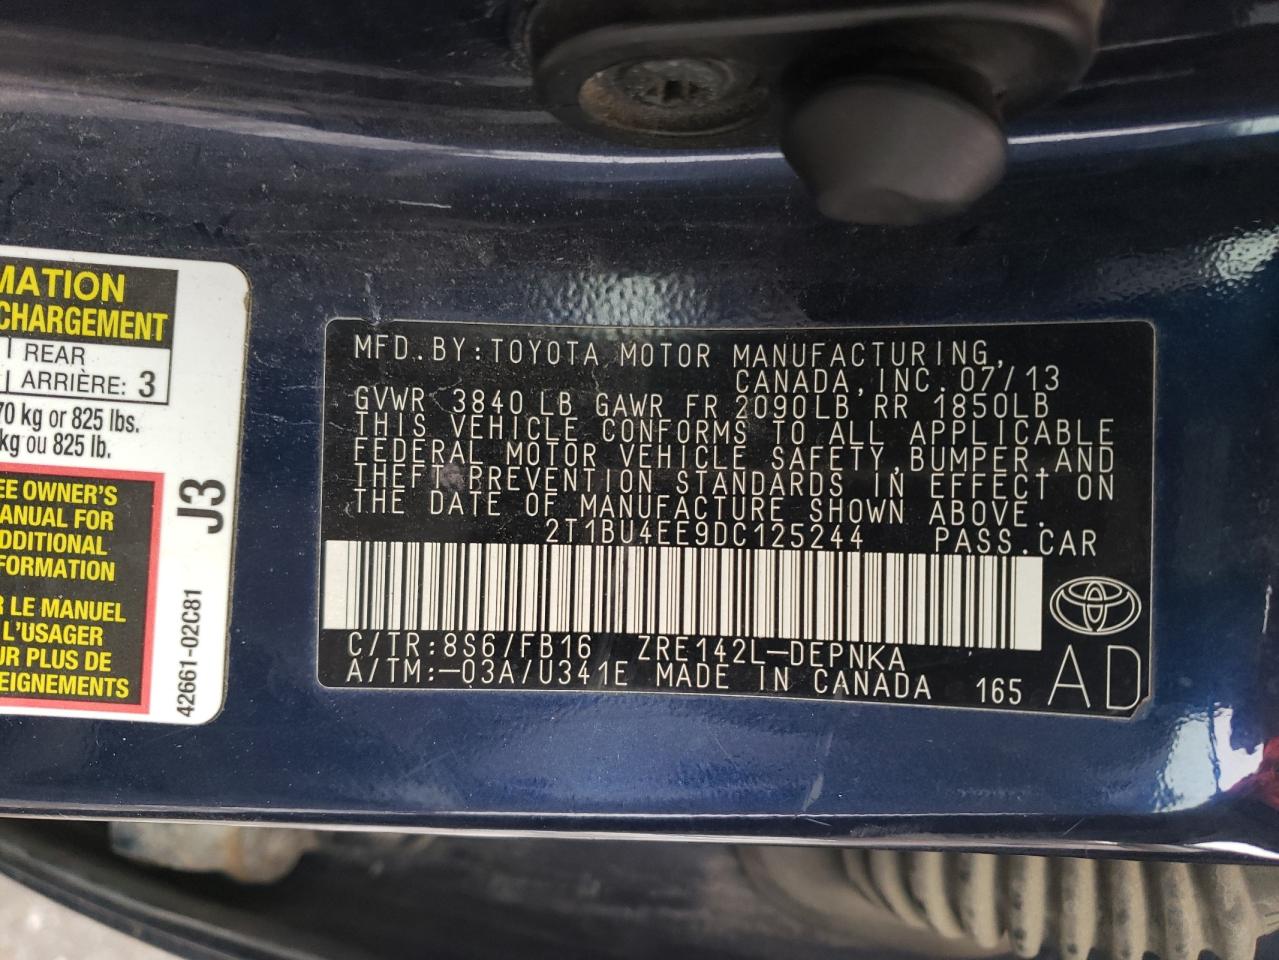 MATION
CHARGEMENT
REAR
ARRIÈRE: 3
70 kg or 825 lbs.
kg ou 825 lb.
EE OWNER'S
ANUAL FOR
DDITIONAL
FORMATION
R LE MANUEL
L'USAGER
UR PLUS DE
EIGNEMENTS
J3
42661-02C81
MFD.BY:TOYOTA MOTOR MANUFACTURING,
CANADA,INC.07/13
GVWR 3840 LB GAWR FR 2090LB RR 1850LB
THIS VEHICLE CONFORMS TO ALL APPLICABLE
FEDERAL MOTOR VEHICLE SAFETY,BUMPER,AND
THEFT PREVENTION STANDARDS IN EFFECT ON
THE DATE OF MANUFACTURE SHOWN ABOVE.
2T1BU4EE9DC125244 PASS.CAR
C/TR:8S6/FB16 ZRE142L-DEPNKA
A/TM:-03A/U341E MADE IN CANADA 165 AD